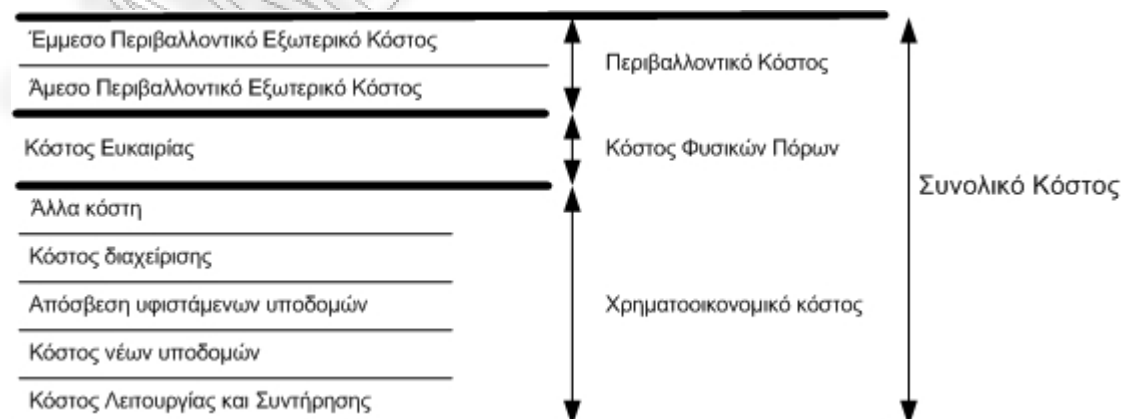 Έμμεσο Περιβαλλοντικό Εξωτερικό Κόστος
Άμεσο Περιβαλλοντικό Εξωτερικό Κόστος
Περιβαλλοντικό Κόστος
Κόστος Ευκαιρίας
Κόστος Φυσικών Πόρων
Άλλα κόστη
Κόστος διαχείρισης
Απόσβεση υφιστάμενων υποδομών
Κόστος νέων υποδομών
Κόστος Λειτουργίας και Συντήρησης
Χρηματοοικονομικό κόστος
Συνολικό Κόστος